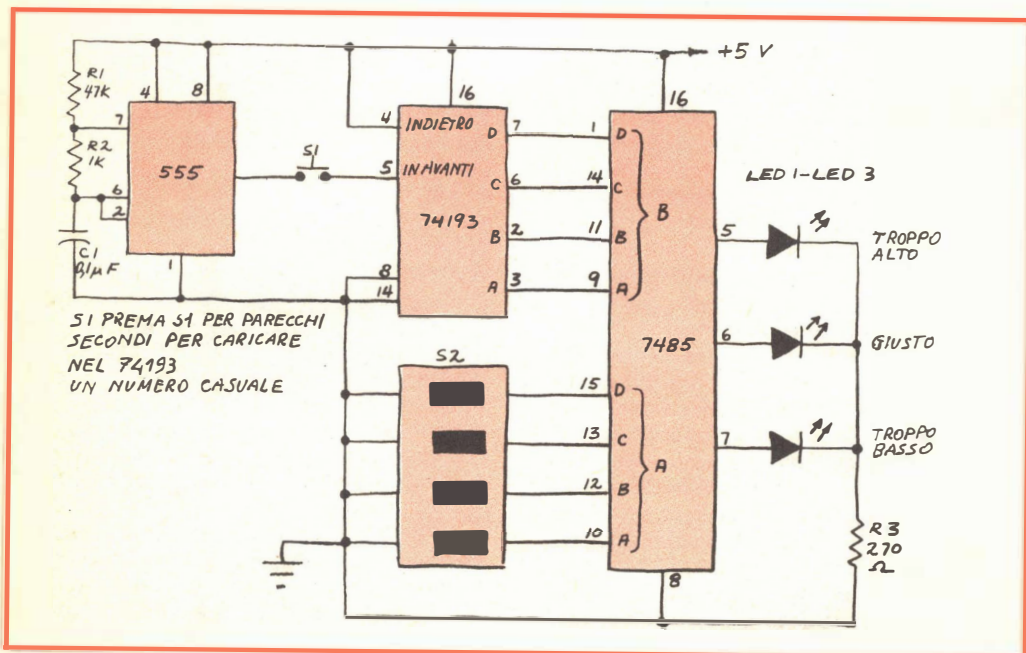 +5 V
R1
47K
4
8
7
R2
1K
555
6
2
C1
0,1µF
1
S1
16
4
INDIETRO
5
INAVANTI
74193
8
14
D
7
C
6
B
2
A
3
16
1
D
14
C
11
B
9
A
B
7485
LED 1-LED 3
5
TROPPO
ALTO
6
GIUSTO
7
TROPPO
BASSO
SI PREMA S1 PER PARECCHI
SECONDI PER CARICARE
NEL 74193
UN NUMERO CASUALE
S2
15
D
13
C
12
B
10
A
A
8
R3
270
Ω